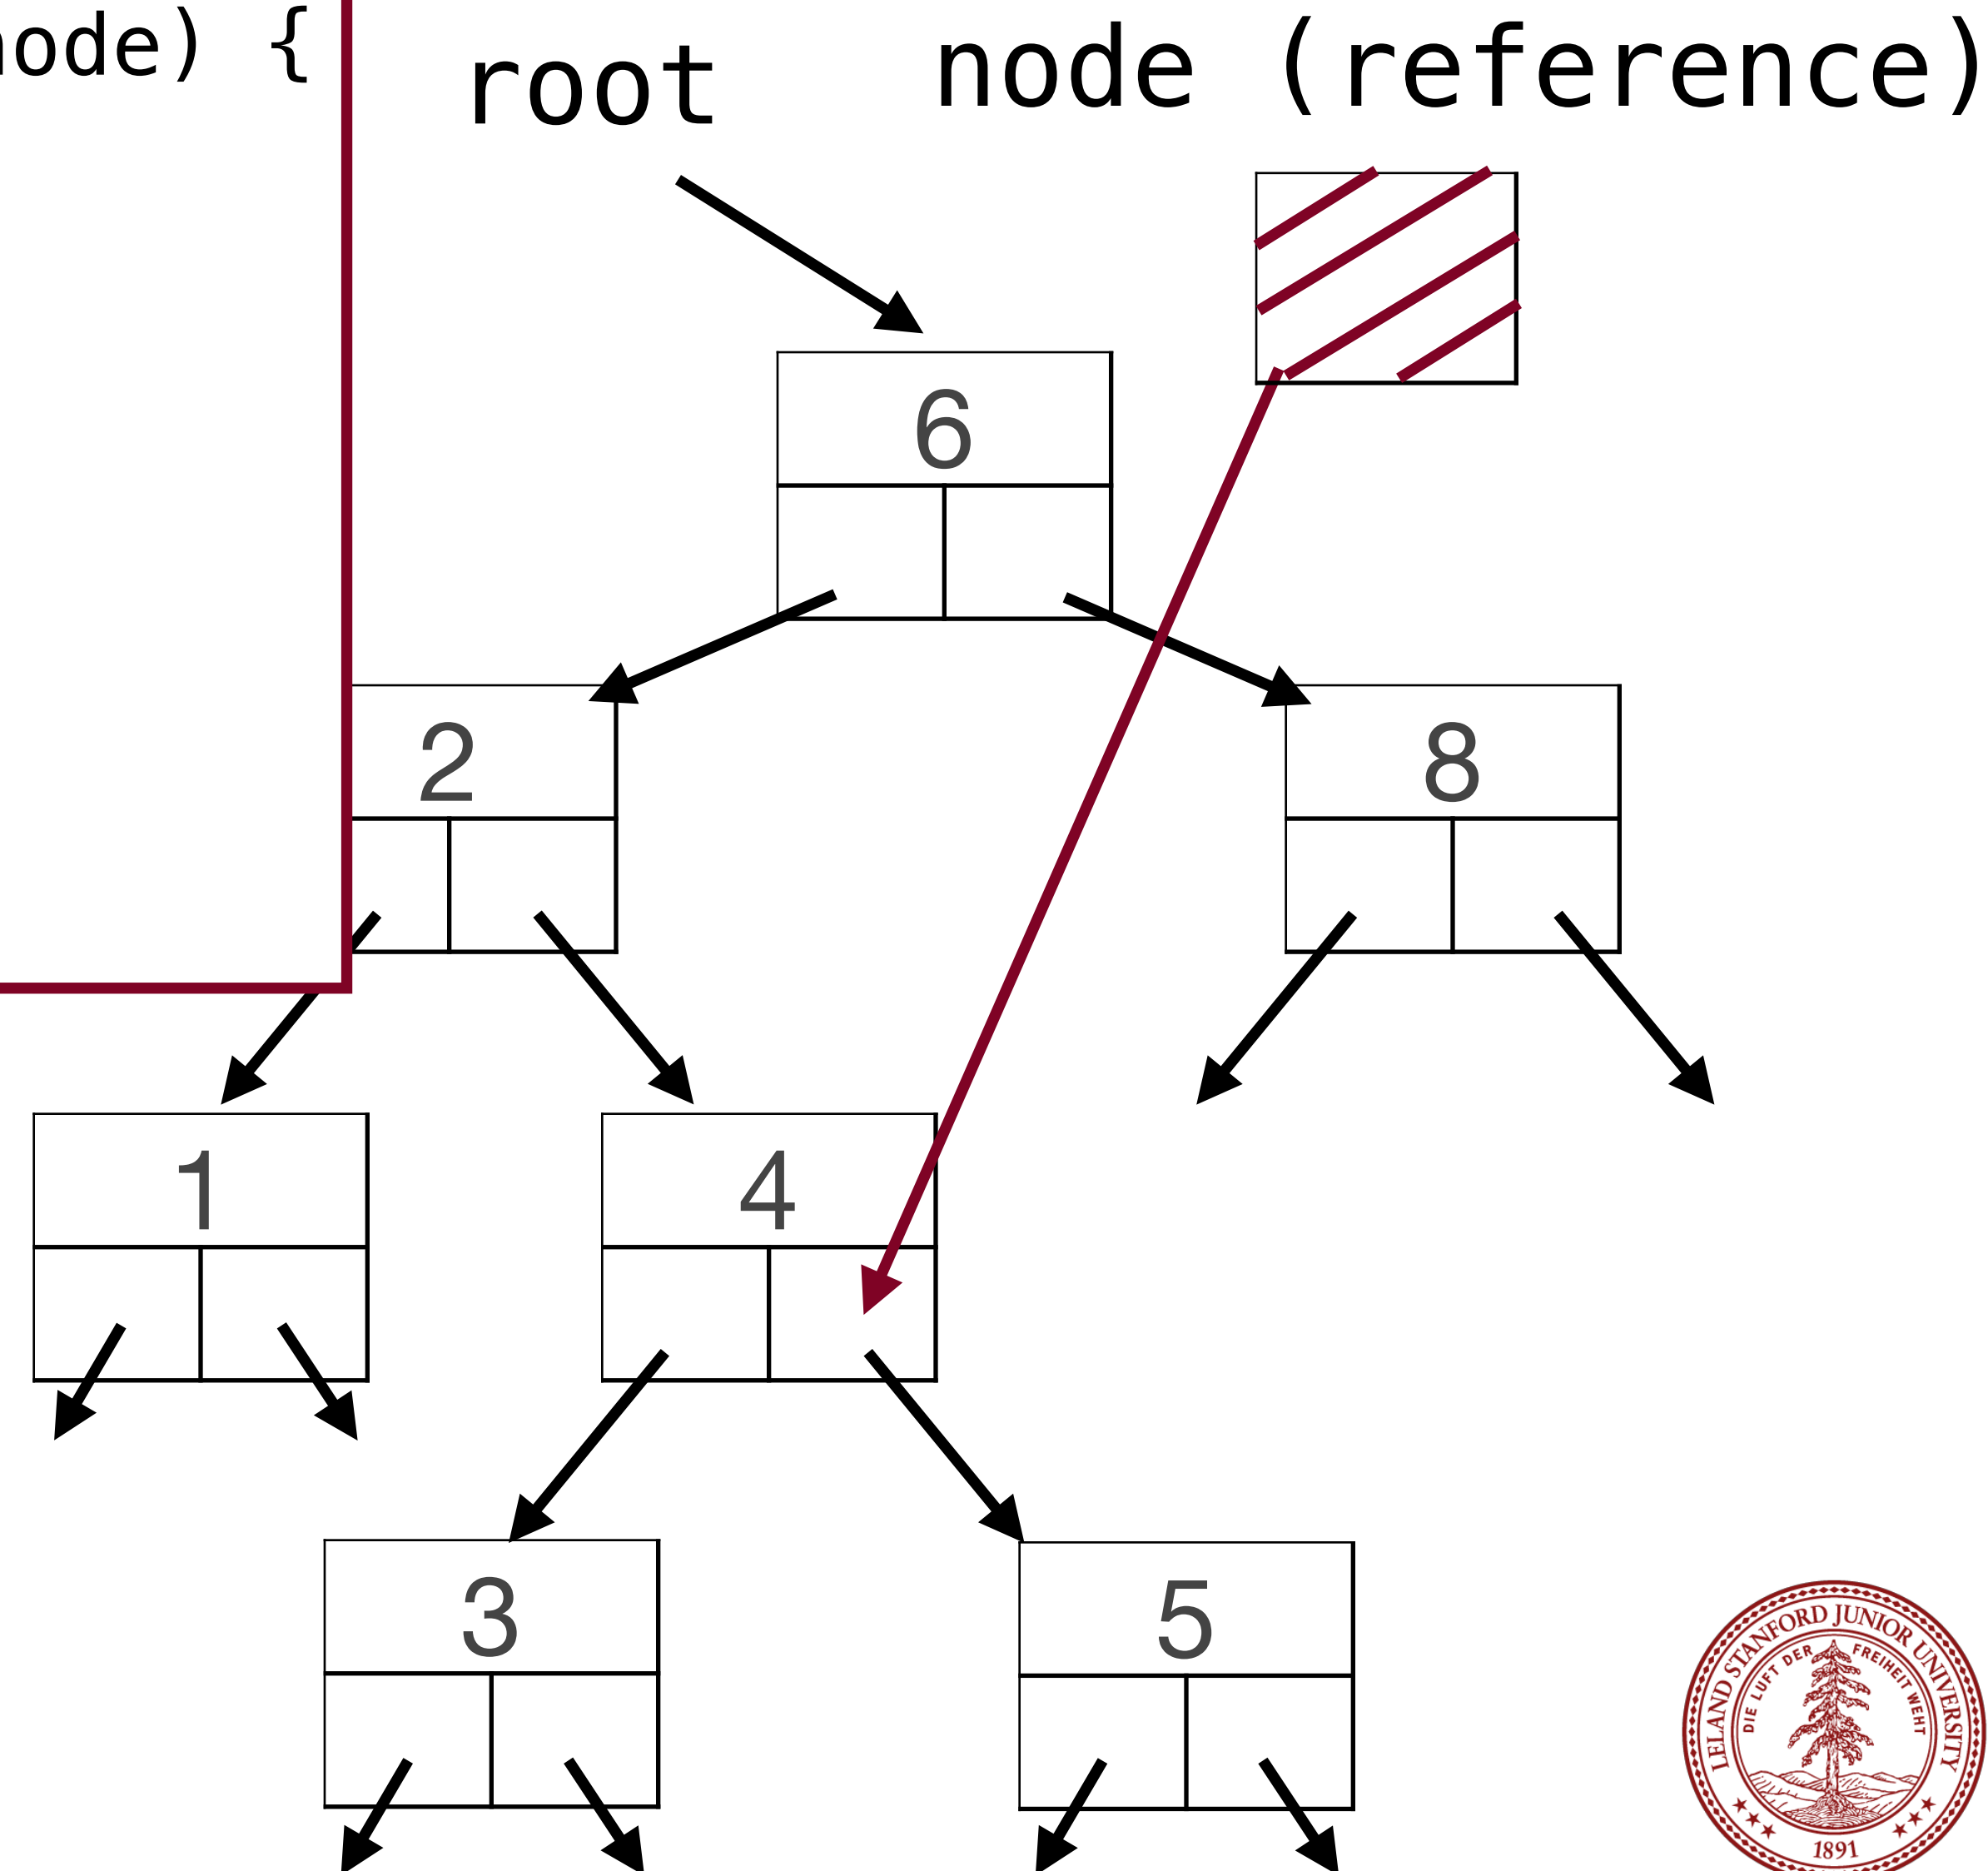 ode) {
root
node (reference)
6
2
8
1
4
3
5
LELAND STANFORD JUNIOR UNIVERSITY
DIE LUFT DER FREIHEIT WEHT
1891